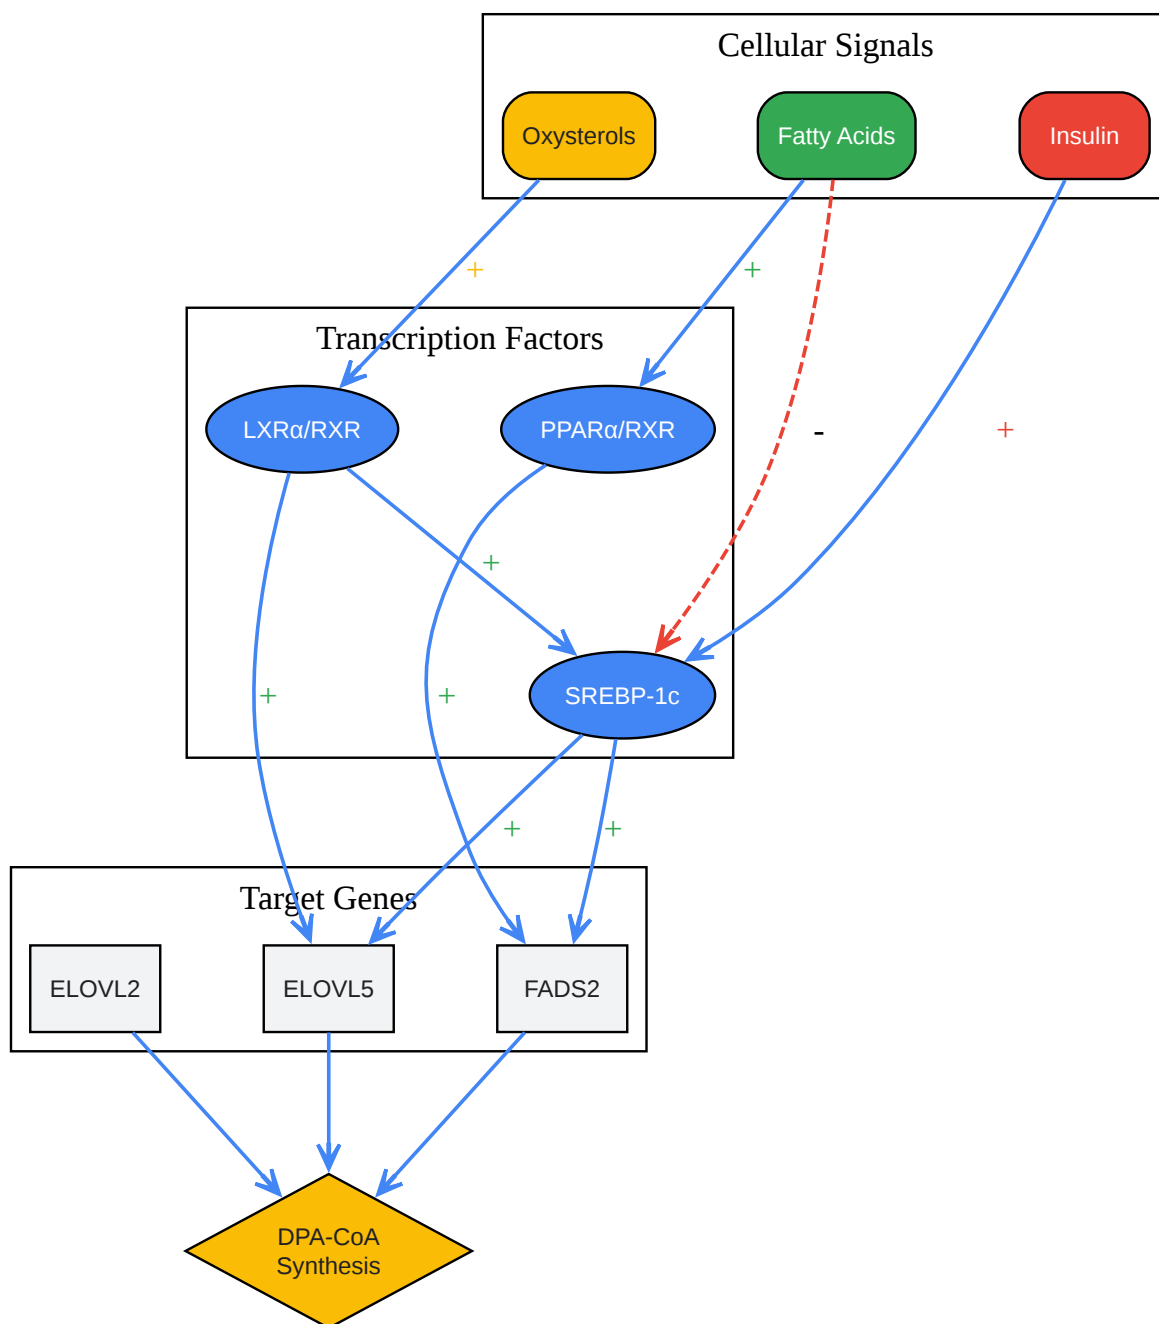 Cellular Signals
Oxysterols
Fatty Acids
Insulin
+
+
Transcription Factors
LXRα/RXR
PPARα/RXR
-
+
+
+
+
SREBP-1c
+
+
Target Genes
ELOVL2
ELOVL5
FADS2
DPA-CoA
Synthesis